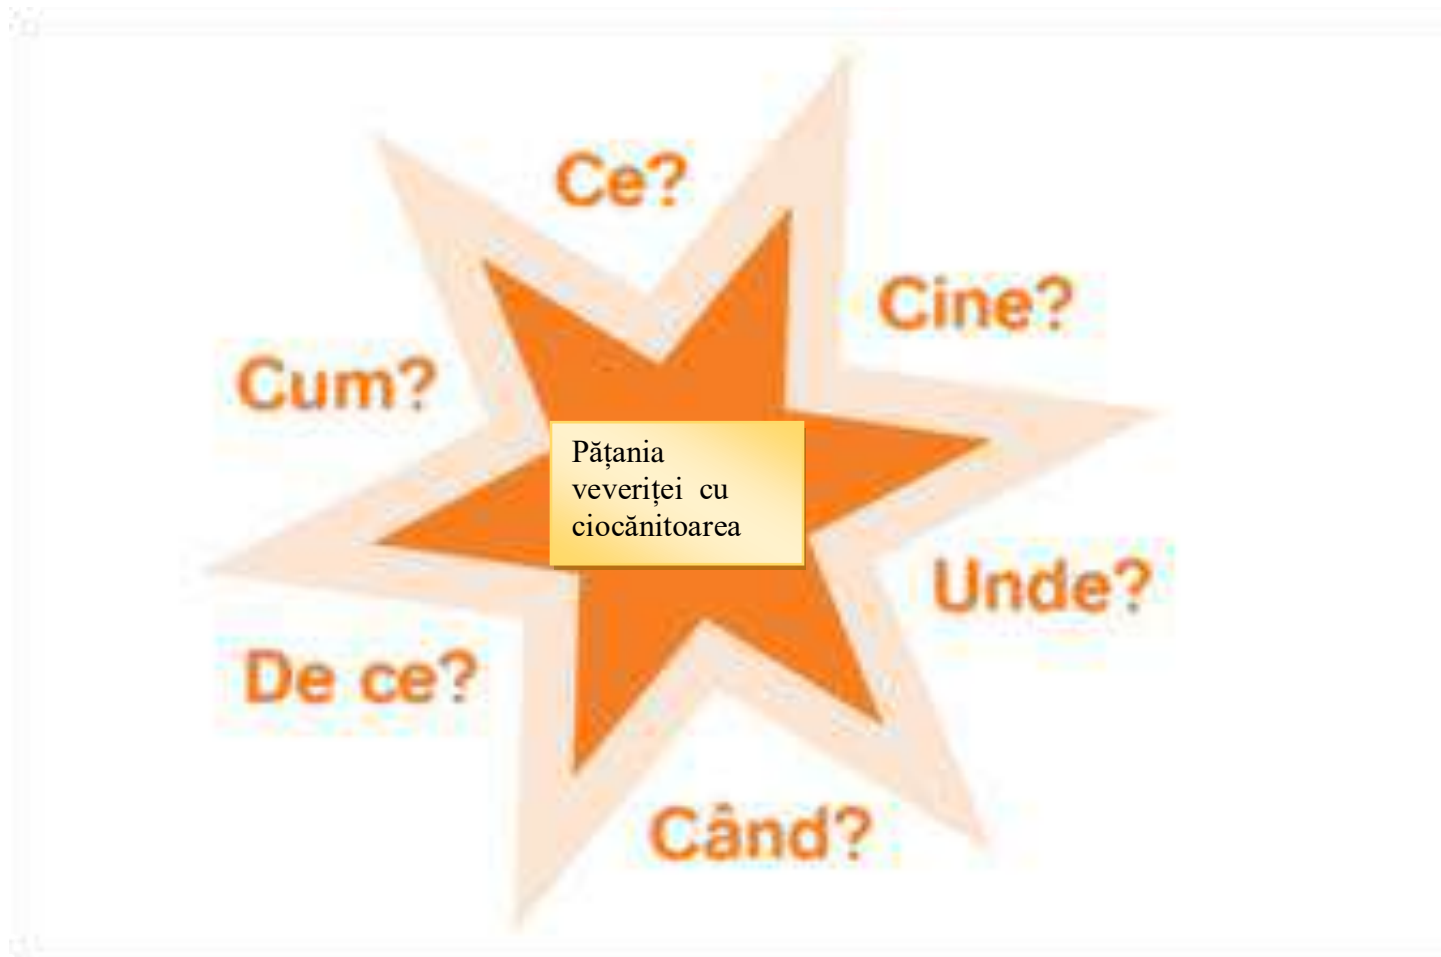 Ce?
Cine?
Cum?
Pățania
veveriței cu
ciocănitoarea
Unde?
De ce?
Când?